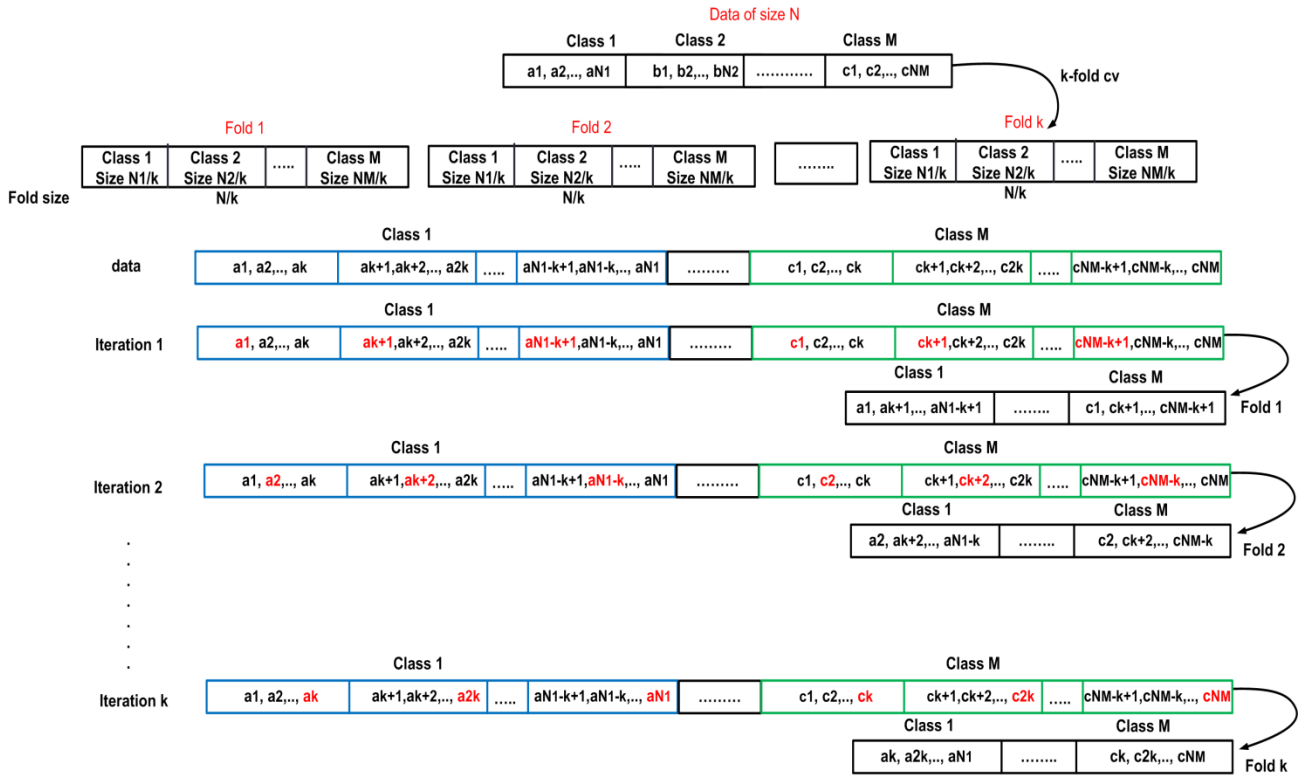 Data of size N
Class 1 Class 2 Class M
a1, a2,.., aN1 b1, b2,.., bN2 ………… c1, c2,.., cNM
k-fold cv
Fold 1 Fold 2 Fold k
Class 1 Class 2 ….. Class M Class 1 Class 2 ….. Class M …….. Class 1 Class 2 ….. Class M
Size N1/k Size N2/k Size NM/k Size N1/k Size N2/k Size NM/k Size N1/k Size N2/k Size NM/k
Fold size N/k N/k N/k
Class 1 Class M
data a1, a2,.., ak ak+1,ak+2,.., a2k ….. aN1-k+1,aN1-k,.., aN1 ……… c1, c2,.., ck ck+1,ck+2,.., c2k ….. cNM-k+1,cNM-k,.., cNM
Class 1 Class M
Iteration 1 a1, a2,.., ak ak+1,ak+2,.., a2k ….. aN1-k+1,aN1-k,.., aN1 ……… c1, c2,.., ck ck+1,ck+2,.., c2k ….. cNM-k+1,cNM-k,.., cNM
Class 1 Class M
a1, ak+1,.., aN1-k+1 …….. c1, ck+1,.., cNM-k+1 Fold 1
Class 1 Class M
Iteration 2 a1, a2,.., ak ak+1,ak+2,.., a2k ….. aN1-k+1,aN1-k,.., aN1 ……… c1, c2,.., ck ck+1,ck+2,.., c2k ….. cNM-k+1,cNM-k,.., cNM
Class 1 Class M
a2, ak+2,.., aN1-k …….. c2, ck+2,.., cNM-k Fold 2
.
.
.
.
.
.
.
Class 1 Class M
Iteration k a1, a2,.., ak ak+1,ak+2,.., a2k ….. aN1-k+1,aN1-k,.., aN1 ……… c1, c2,.., ck ck+1,ck+2,.., c2k ….. cNM-k+1,cNM-k,.., cNM
Class 1 Class M
ak, a2k,.., aN1 …….. ck, c2k,.., cNM Fold k